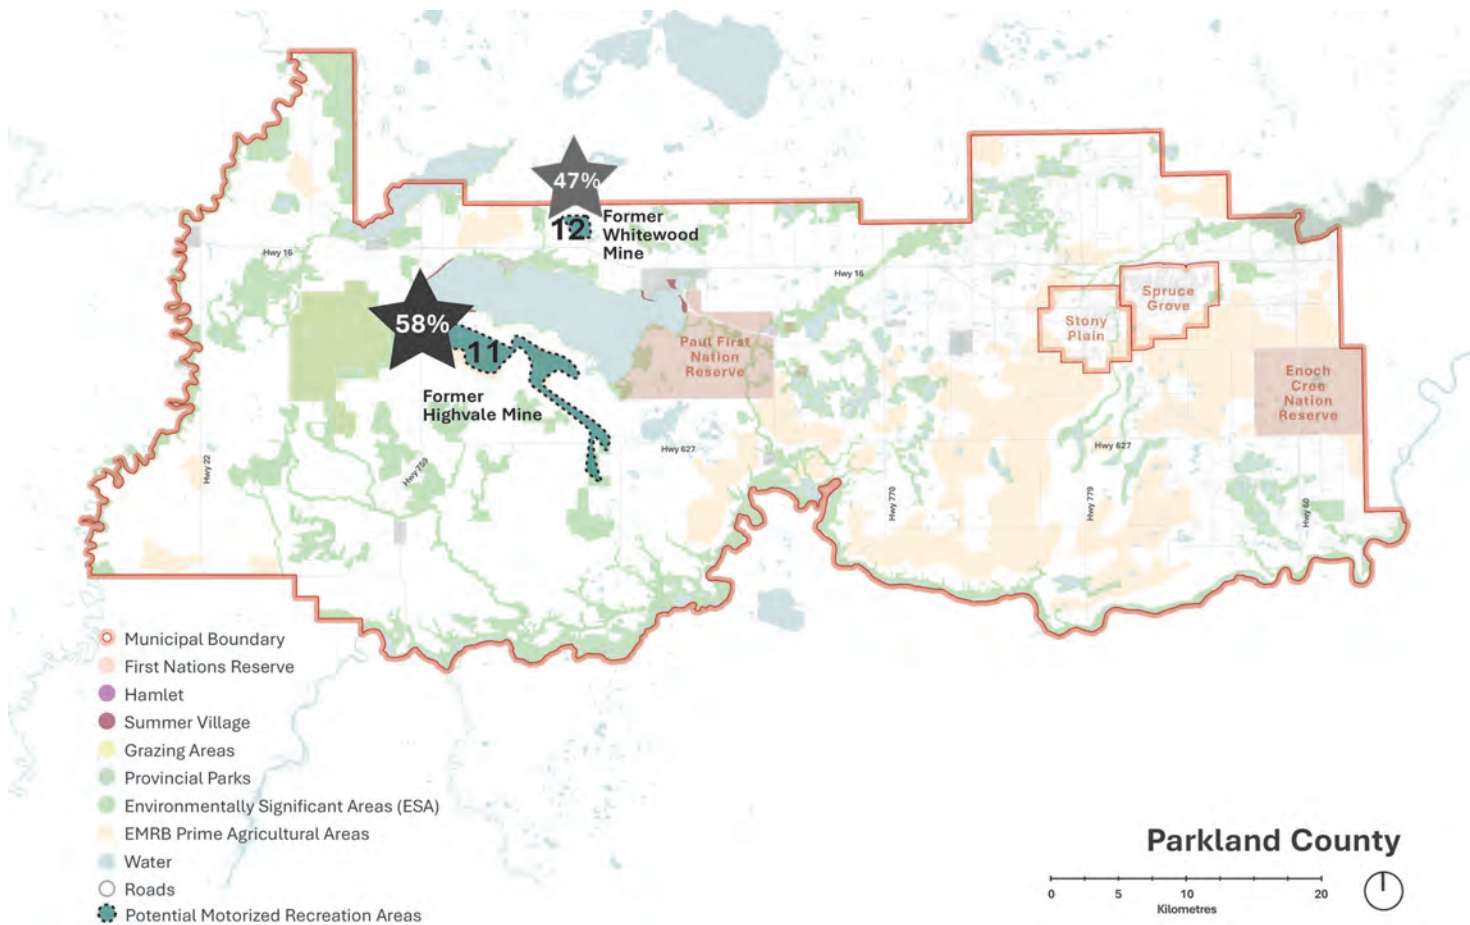 47%
12
Former
Whitewood
Mine
Hwy 16
Hwy 16
58%
11
Former
Highvale Mine
Paul First
Nation
Reserve
Spruce
Grove
Stony
Plain
Enoch
Cree
Nation
Reserve
Hwy 22
Hwy 759
Hwy 627
Hwy 627
Hwy 770
Hwy 779
Hwy 60
Municipal Boundary
First Nations Reserve
Hamlet
Summer Village
Grazing Areas
Provincial Parks
Environmentally Significant Areas (ESA)
EMRB Prime Agricultural Areas
Water
Roads
Potential Motorized Recreation Areas
Parkland County
0 5 10 20
Kilometres